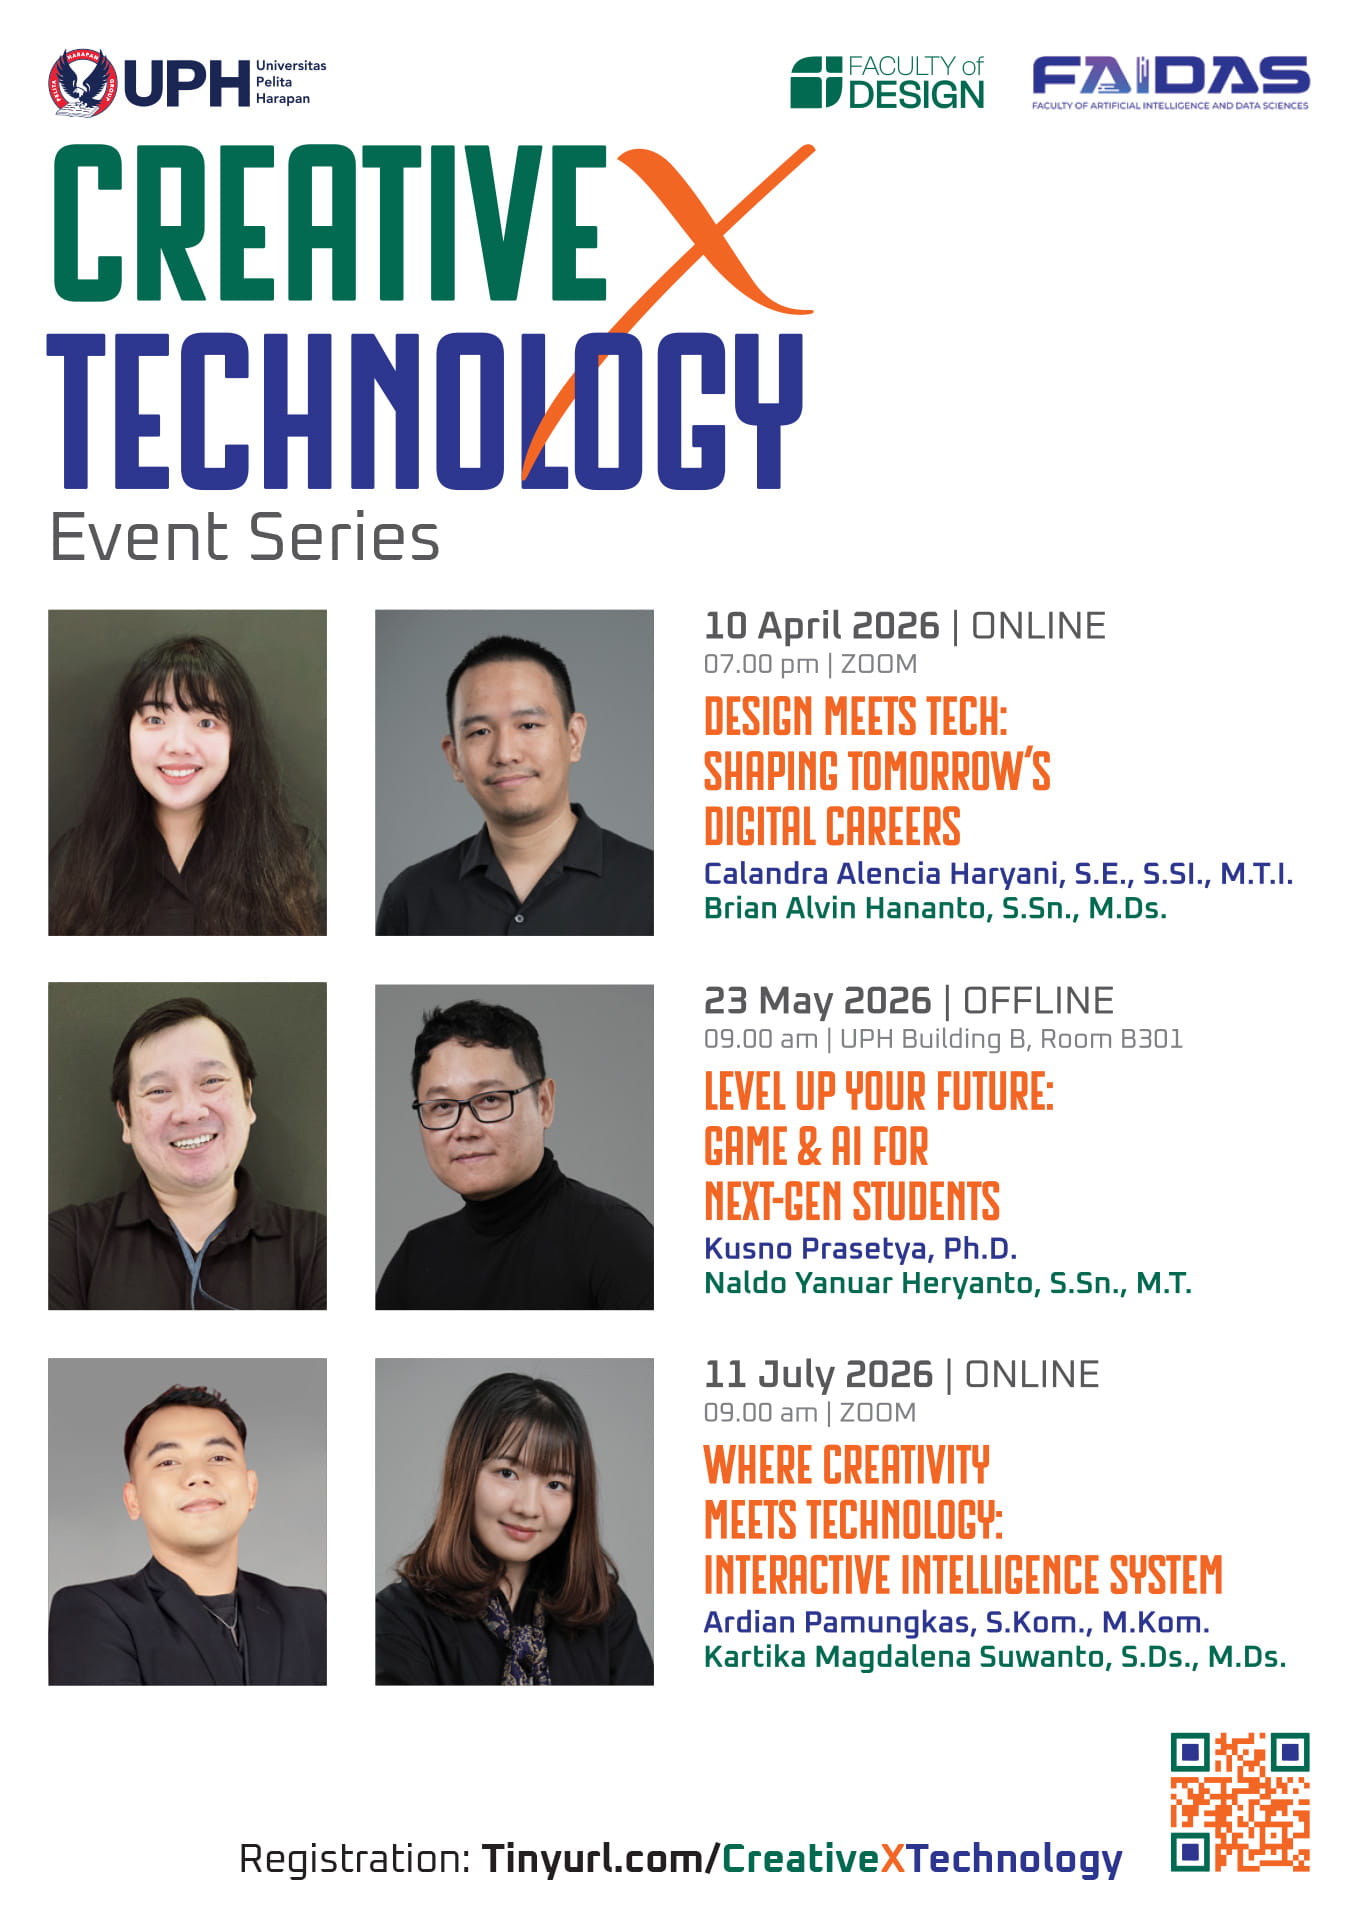 PELITA HARAPAN GROUP
UPH
Universitas
Pelita
Harapan
FACULTY of
DESIGN
FAIDAS
FACULTY OF ARTIFICIAL INTELLIGENCE AND DATA SCIENCES
CREATIVE X
TECHNOLOGY
Event Series
10 April 2026 | ONLINE
07.00 pm | ZOOM
DESIGN MEETS TECH:
SHAPING TOMORROW'S
DIGITAL CAREERS
Calandra Alencia Haryani, S.E., S.SI., M.T.I.
Brian Alvin Hananto, S.Sn., M.Ds.
23 May 2026 | OFFLINE
09.00 am | UPH Building B, Room B301
LEVEL UP YOUR FUTURE:
GAME & AI FOR
NEXT-GEN STUDENTS
Kusno Prasetya, Ph.D.
Naldo Yanuar Heryanto, S.Sn., M.T.
11 July 2026 | ONLINE
09.00 am | ZOOM
WHERE CREATIVITY
MEETS TECHNOLOGY:
INTERACTIVE INTELLIGENCE SYSTEM
Ardian Pamungkas, S.Kom., M.Kom.
Kartika Magdalena Suwanto, S.Ds., M.Ds.
Registration: Tinyurl.com/CreativeXTechnology